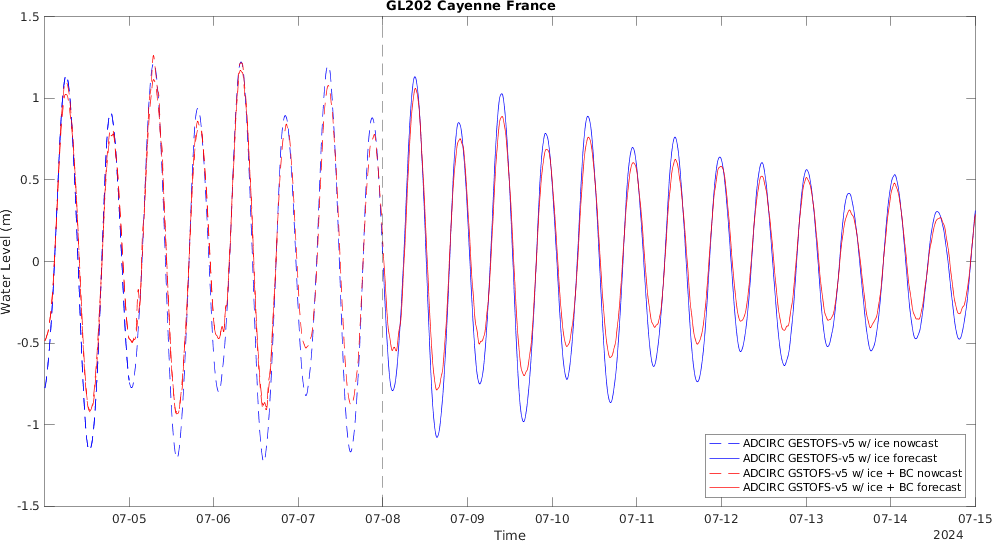 GL202 Cayenne France
1.5
1
0.5
0
-0.5
-1
-1.5
Water Level (m)
07-05 07-06 07-07 07-08 07-09 07-10 07-11 07-12 07-13 07-14 07-15
Time
2024
ADCIRC GESTOFS-v5 w/ ice nowcast
ADCIRC GESTOFS-v5 w/ ice forecast
ADCIRC GSTOFS-v5 w/ ice + BC nowcast
ADCIRC GSTOFS-v5 w/ ice + BC forecast